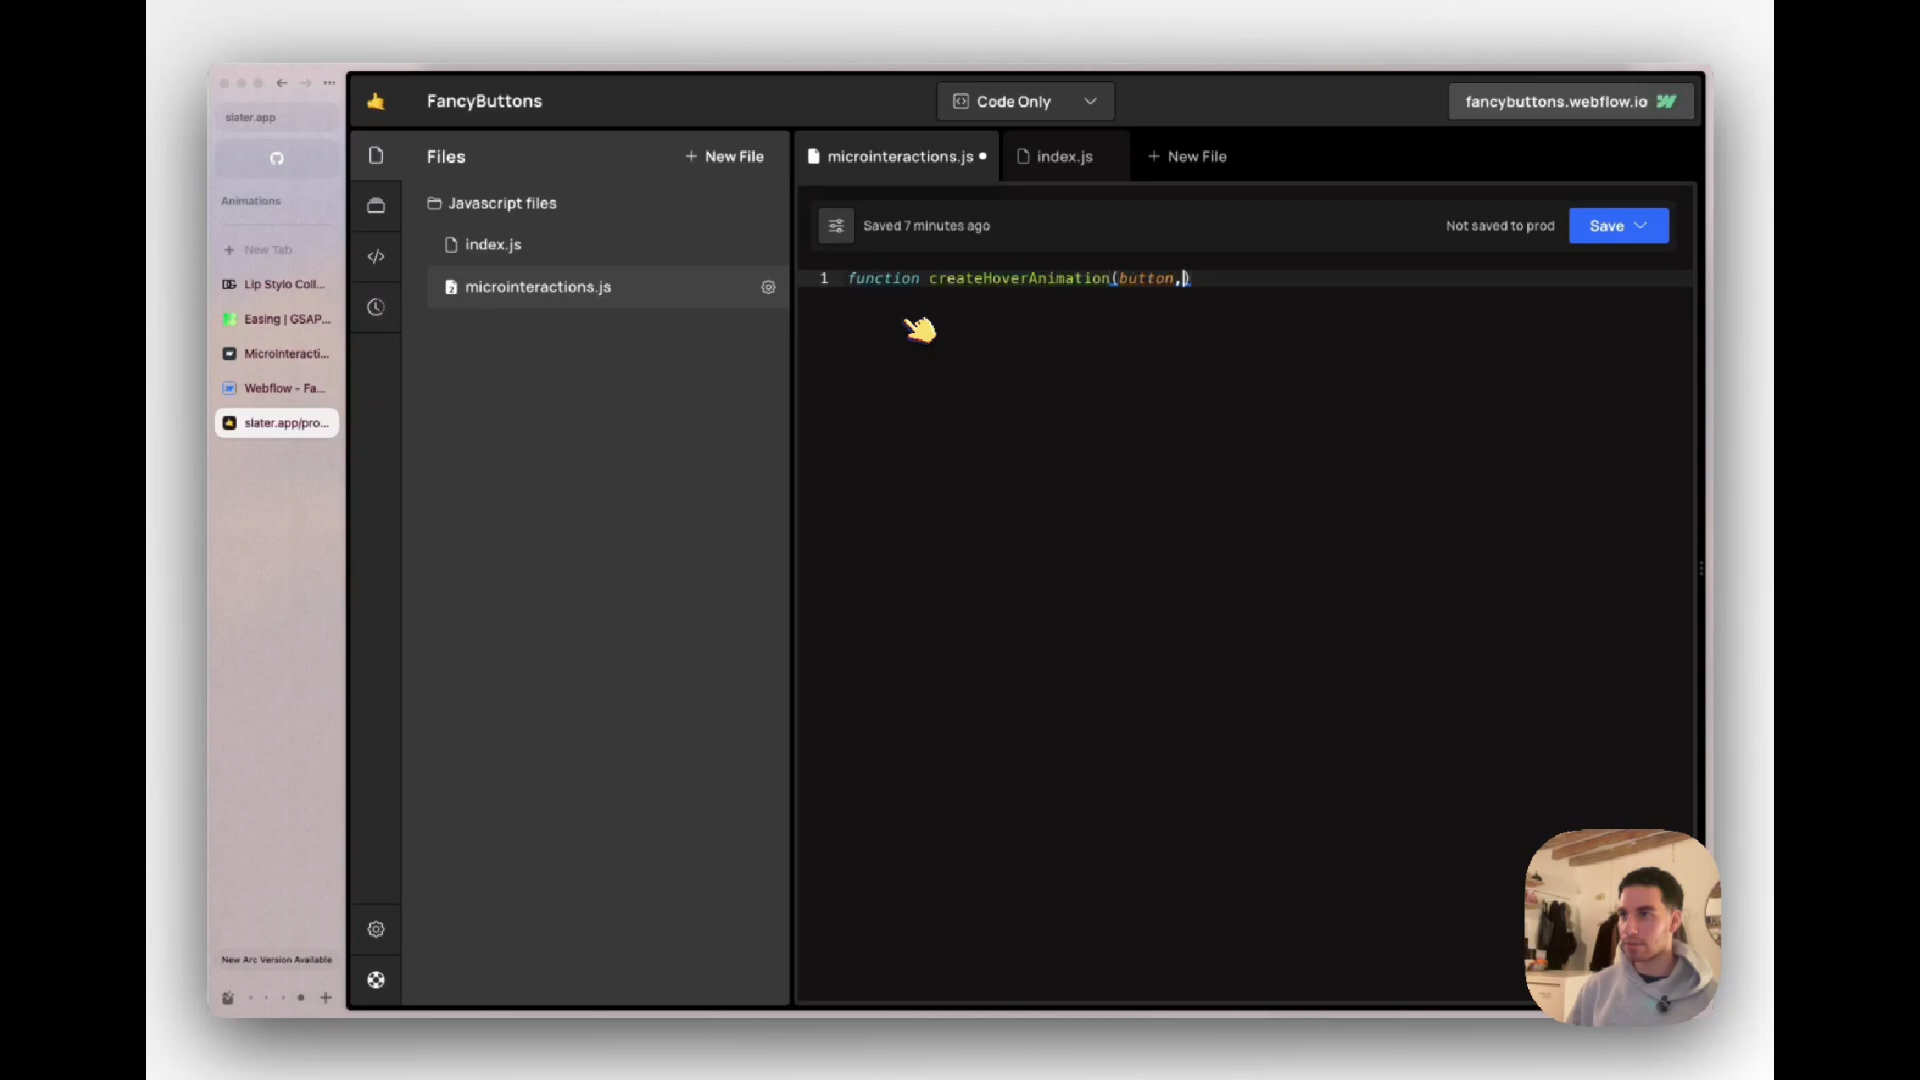 slater.app
Animations
New Tab
Lip Stylo Coll...
Easing | GSAP...
MicroInteracti...
Webflow - Fa...
slater.app/pro...
New Arc Version Available
FancyButtons
Code Only
fancybuttons.webflow.io
Files
New File
Javascript files
index.js
microinteractions.js
microinteractions.js
index.js
New File
Saved 7 minutes ago
Not saved to prod
Save
1 function createHoverAnimation(button,)